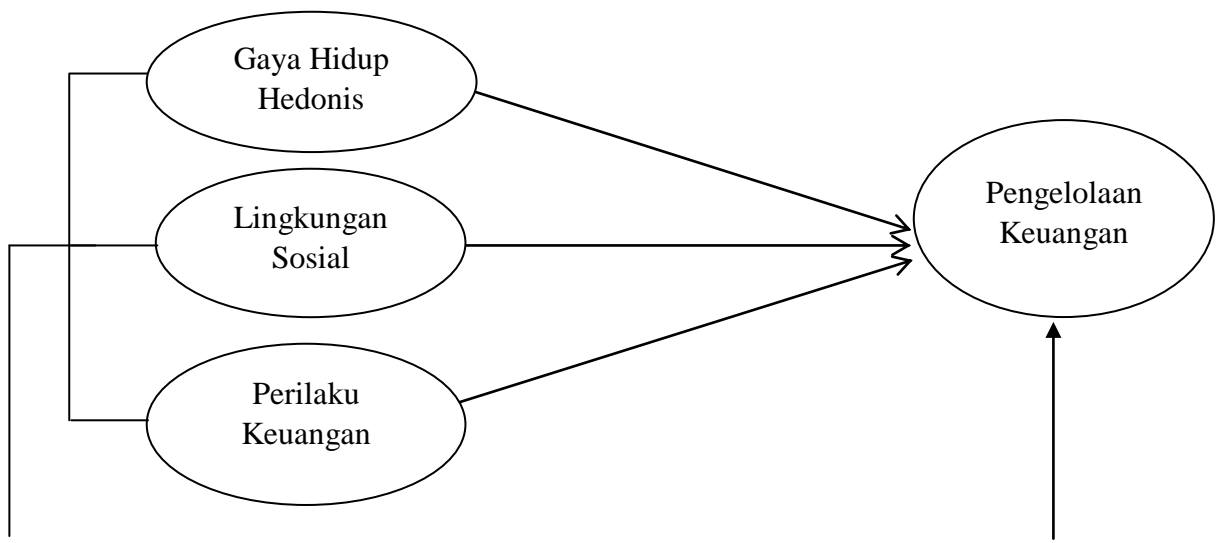 Gaya Hidup
Hedonis
Lingkungan
Sosial
Perilaku
Keuangan
Pengelolaan
Keuangan